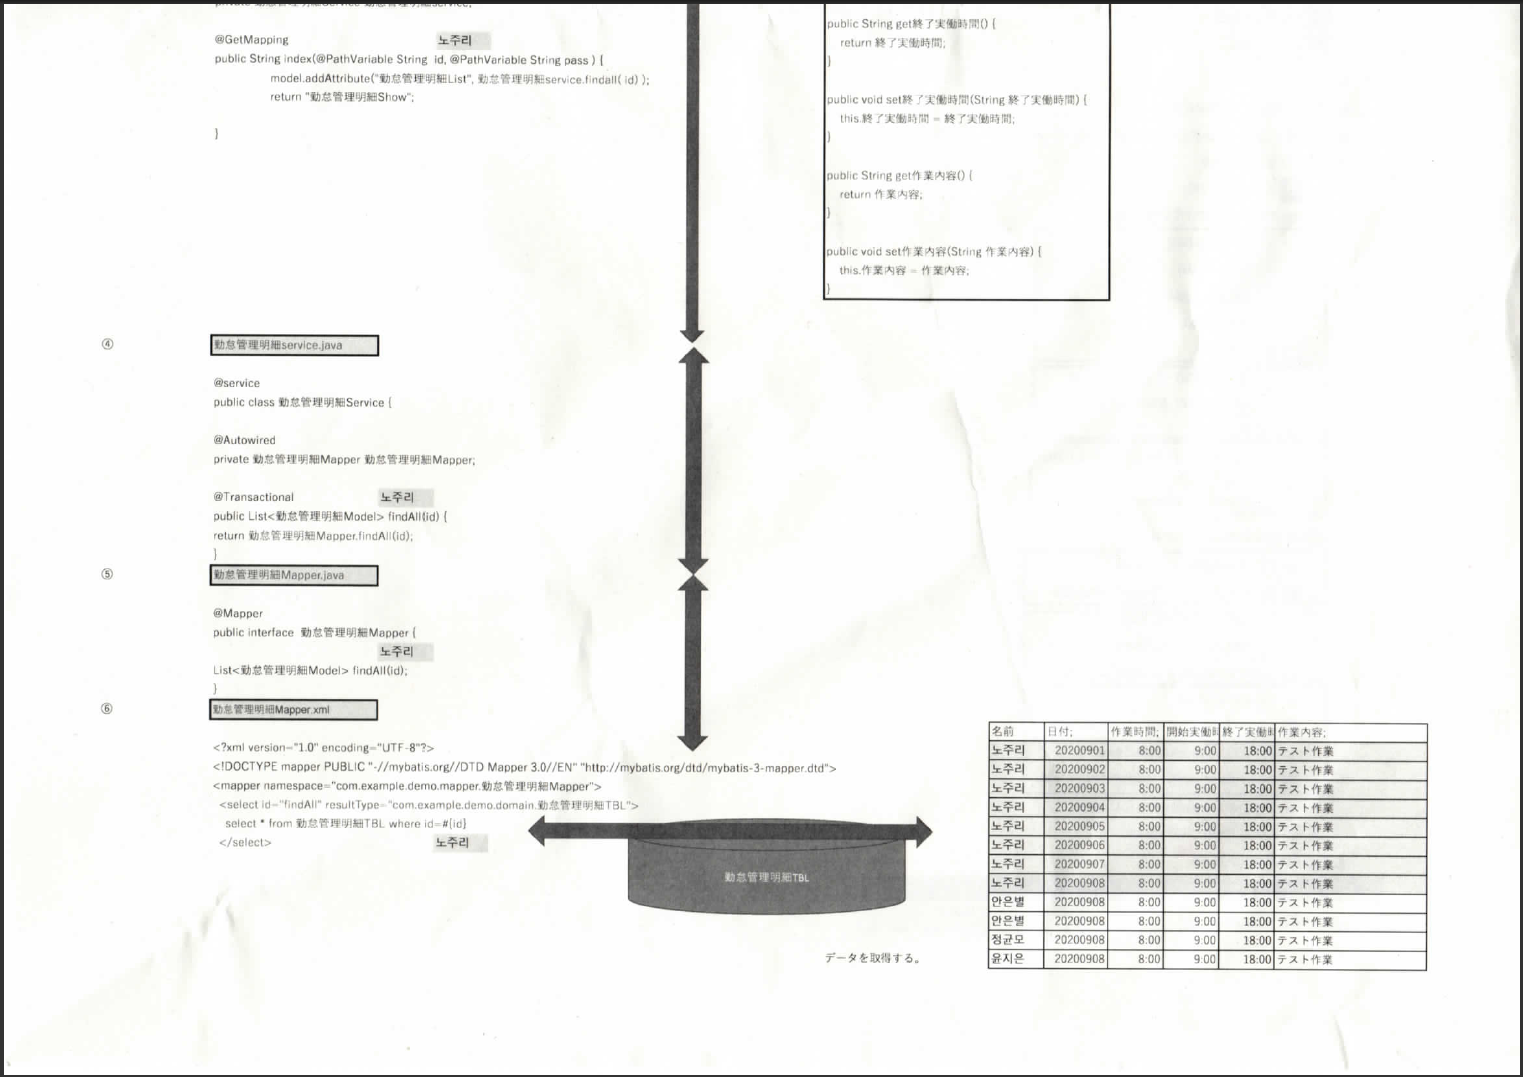 private 勤怠管理明細Service 勤怠管理明細service;
@GetMapping 노주리
public String index(@PathVariable String id, @PathVariable String pass ) {
model.addAttribute("勤怠管理明細List", 勤怠管理明細service.findall( id) );
return "勤怠管理明細Show";
}
public String get終了実働時間() {
return 終了実働時間;
}
public void set終了実働時間(String 終了実働時間) {
this.終了実働時間 = 終了実働時間;
}
public String get作業内容() {
return 作業内容;
}
public void set作業内容(String 作業内容) {
this.作業内容 = 作業内容;
}
④ 勤怠管理明細service.java
@service
public class 勤怠管理明細Service {
@Autowired
private 勤怠管理明細Mapper 勤怠管理明細Mapper;
@Transactional 노주리
public List<勤怠管理明細Model> findAll(id) {
return 勤怠管理明細Mapper.findAll(id);
}
⑤ 勤怠管理明細Mapper.java
@Mapper
public interface 勤怠管理明細Mapper {
노주리
List<勤怠管理明細Model> findAll(id);
}
⑥ 勤怠管理明細Mapper.xml
<?xml version="1.0" encoding="UTF-8"?>
<!DOCTYPE mapper PUBLIC "-//mybatis.org//DTD Mapper 3.0//EN" "http://mybatis.org/dtd/mybatis-3-mapper.dtd">
<mapper namespace="com.example.demo.mapper.勤怠管理明細Mapper">
<select id="findAll" resultType="com.example.demo.domain.勤怠管理明細TBL">
select * from 勤怠管理明細TBL where id=#{id}
</select> 노주리
勤怠管理明細TBL
データを取得する。
名前 日付; 作業時間; 開始実働時 終了実働時 作業内容;
노주리 20200901 8:00 9:00 18:00 テスト作業
노주리 20200902 8:00 9:00 18:00 テスト作業
노주리 20200903 8:00 9:00 18:00 テスト作業
노주리 20200904 8:00 9:00 18:00 テスト作業
노주리 20200905 8:00 9:00 18:00 テスト作業
노주리 20200906 8:00 9:00 18:00 テスト作業
노주리 20200907 8:00 9:00 18:00 テスト作業
노주리 20200908 8:00 9:00 18:00 テスト作業
안은별 20200908 8:00 9:00 18:00 テスト作業
안은별 20200908 8:00 9:00 18:00 テスト作業
정균모 20200908 8:00 9:00 18:00 テスト作業
윤지은 20200908 8:00 9:00 18:00 テスト作業